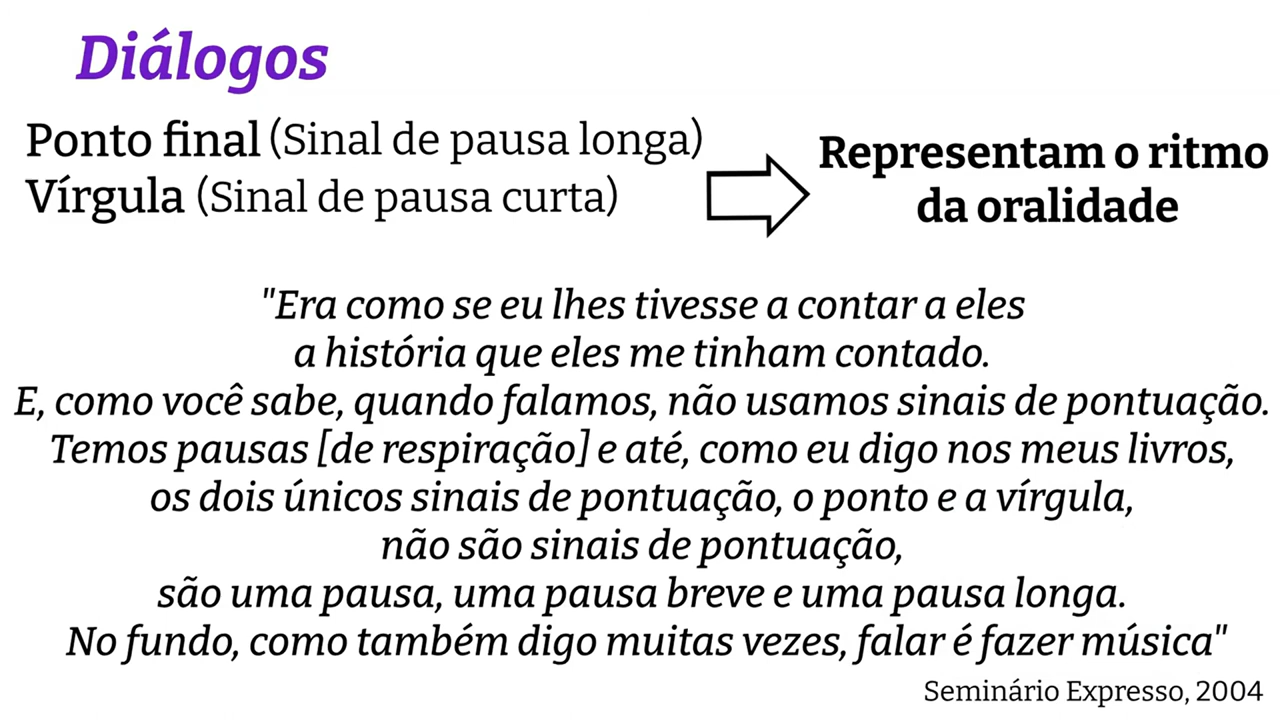 Diálogos
Ponto final (Sinal de pausa longa)
Vírgula (Sinal de pausa curta)
Representam o ritmo
da oralidade
"Era como se eu lhes tivesse a contar a eles
a história que eles me tinham contado.
E, como você sabe, quando falamos, não usamos sinais de pontuação.
Temos pausas [de respiração] e até, como eu digo nos meus livros,
os dois únicos sinais de pontuação, o ponto e a vírgula,
não são sinais de pontuação,
são uma pausa, uma pausa breve e uma pausa longa.
No fundo, como também digo muitas vezes, falar é fazer música"
Seminário Expresso, 2004